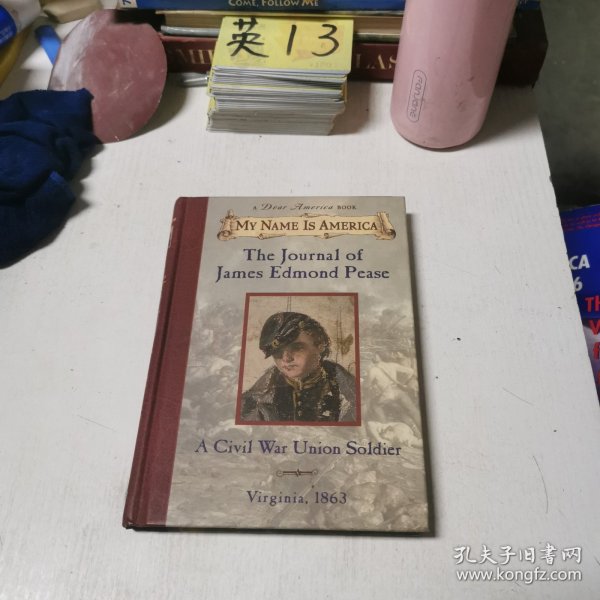 COME, FOLLOW ME
英13
A Dear America BOOK
MY NAME IS AMERICA
The Journal of
James Edmond Pease
A Civil War Union Soldier
Virginia, 1863
孔夫子旧书网
www.kongfz.com